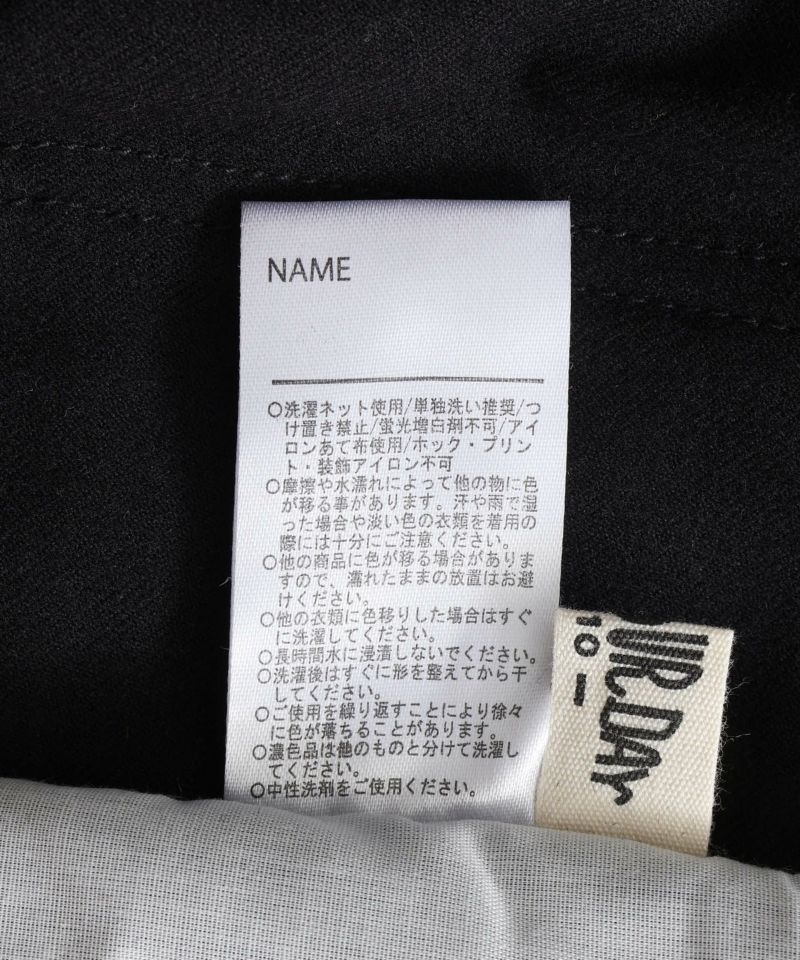 NAME
○洗濯ネット使用/単独洗い推奨/つ
け置き禁止/蛍光増白剤不可/アイ
ロンあて布使用/ホック・プリン
ト・装飾アイロン不可
○摩擦や水濡れによって他の物に色
が移る事があります。汗や雨で湿
った場合や淡い色の衣類を着用の
際には十分にご注意ください。
○他の商品に色が移る場合がありま
すので、濡れたままの放置はお避
けください。
○他の衣類に色移りした場合はすぐ
に洗濯してください。
○長時間水に浸漬しないでください。
○洗濯後はすぐに形を整えてから干
してください。
○ご使用を繰り返すことにより徐々
に色が落ちることがあります。
○濃色品は他のものと分けて洗濯し
てください。
○中性洗剤をご使用ください。
OUR.DAY
10